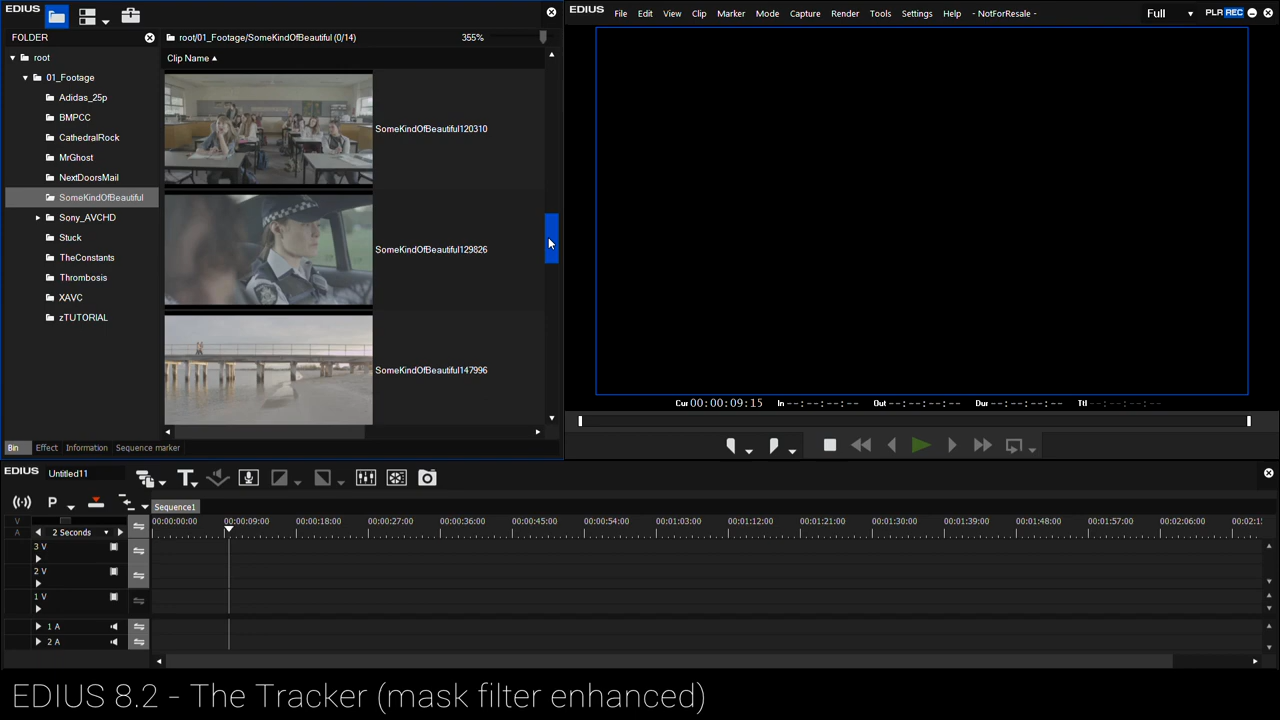 EDIUS
EDIUS File Edit View Clip Marker Mode Capture Render Tools Settings Help - NotForResale - Full PLR REC
FOLDER
root/01_Footage/SomeKindOfBeautiful (0/14) 355%
root
01_Footage
Adidas_25p
BMPCC
CathedralRock
MrGhost
NextDoorsMail
SomeKindOfBeautiful
Sony_AVCHD
Stuck
TheConstants
Thrombosis
XAVC
zTUTORIAL
Clip Name
SomeKindOfBeautiful120310
SomeKindOfBeautiful129826
SomeKindOfBeautiful147996
Cur 00:00:09:15 In --:--:--:-- Out --:--:--:-- Dur --:--:--:-- Ttl --:--:--:--
Bin Effect Information Sequence marker
EDIUS Untitled11
T
P
Sequence1
V
A
2 Seconds
00:00:00:00 00:00:09:00 00:00:18:00 00:00:27:00 00:00:36:00 00:00:45:00 00:00:54:00 00:01:03:00 00:01:12:00 00:01:21:00 00:01:30:00 00:01:39:00 00:01:48:00 00:01:57:00 00:02:06:00
3 V
2 V
1 V
1 A
2 A
EDIUS 8.2 - The Tracker (mask filter enhanced)